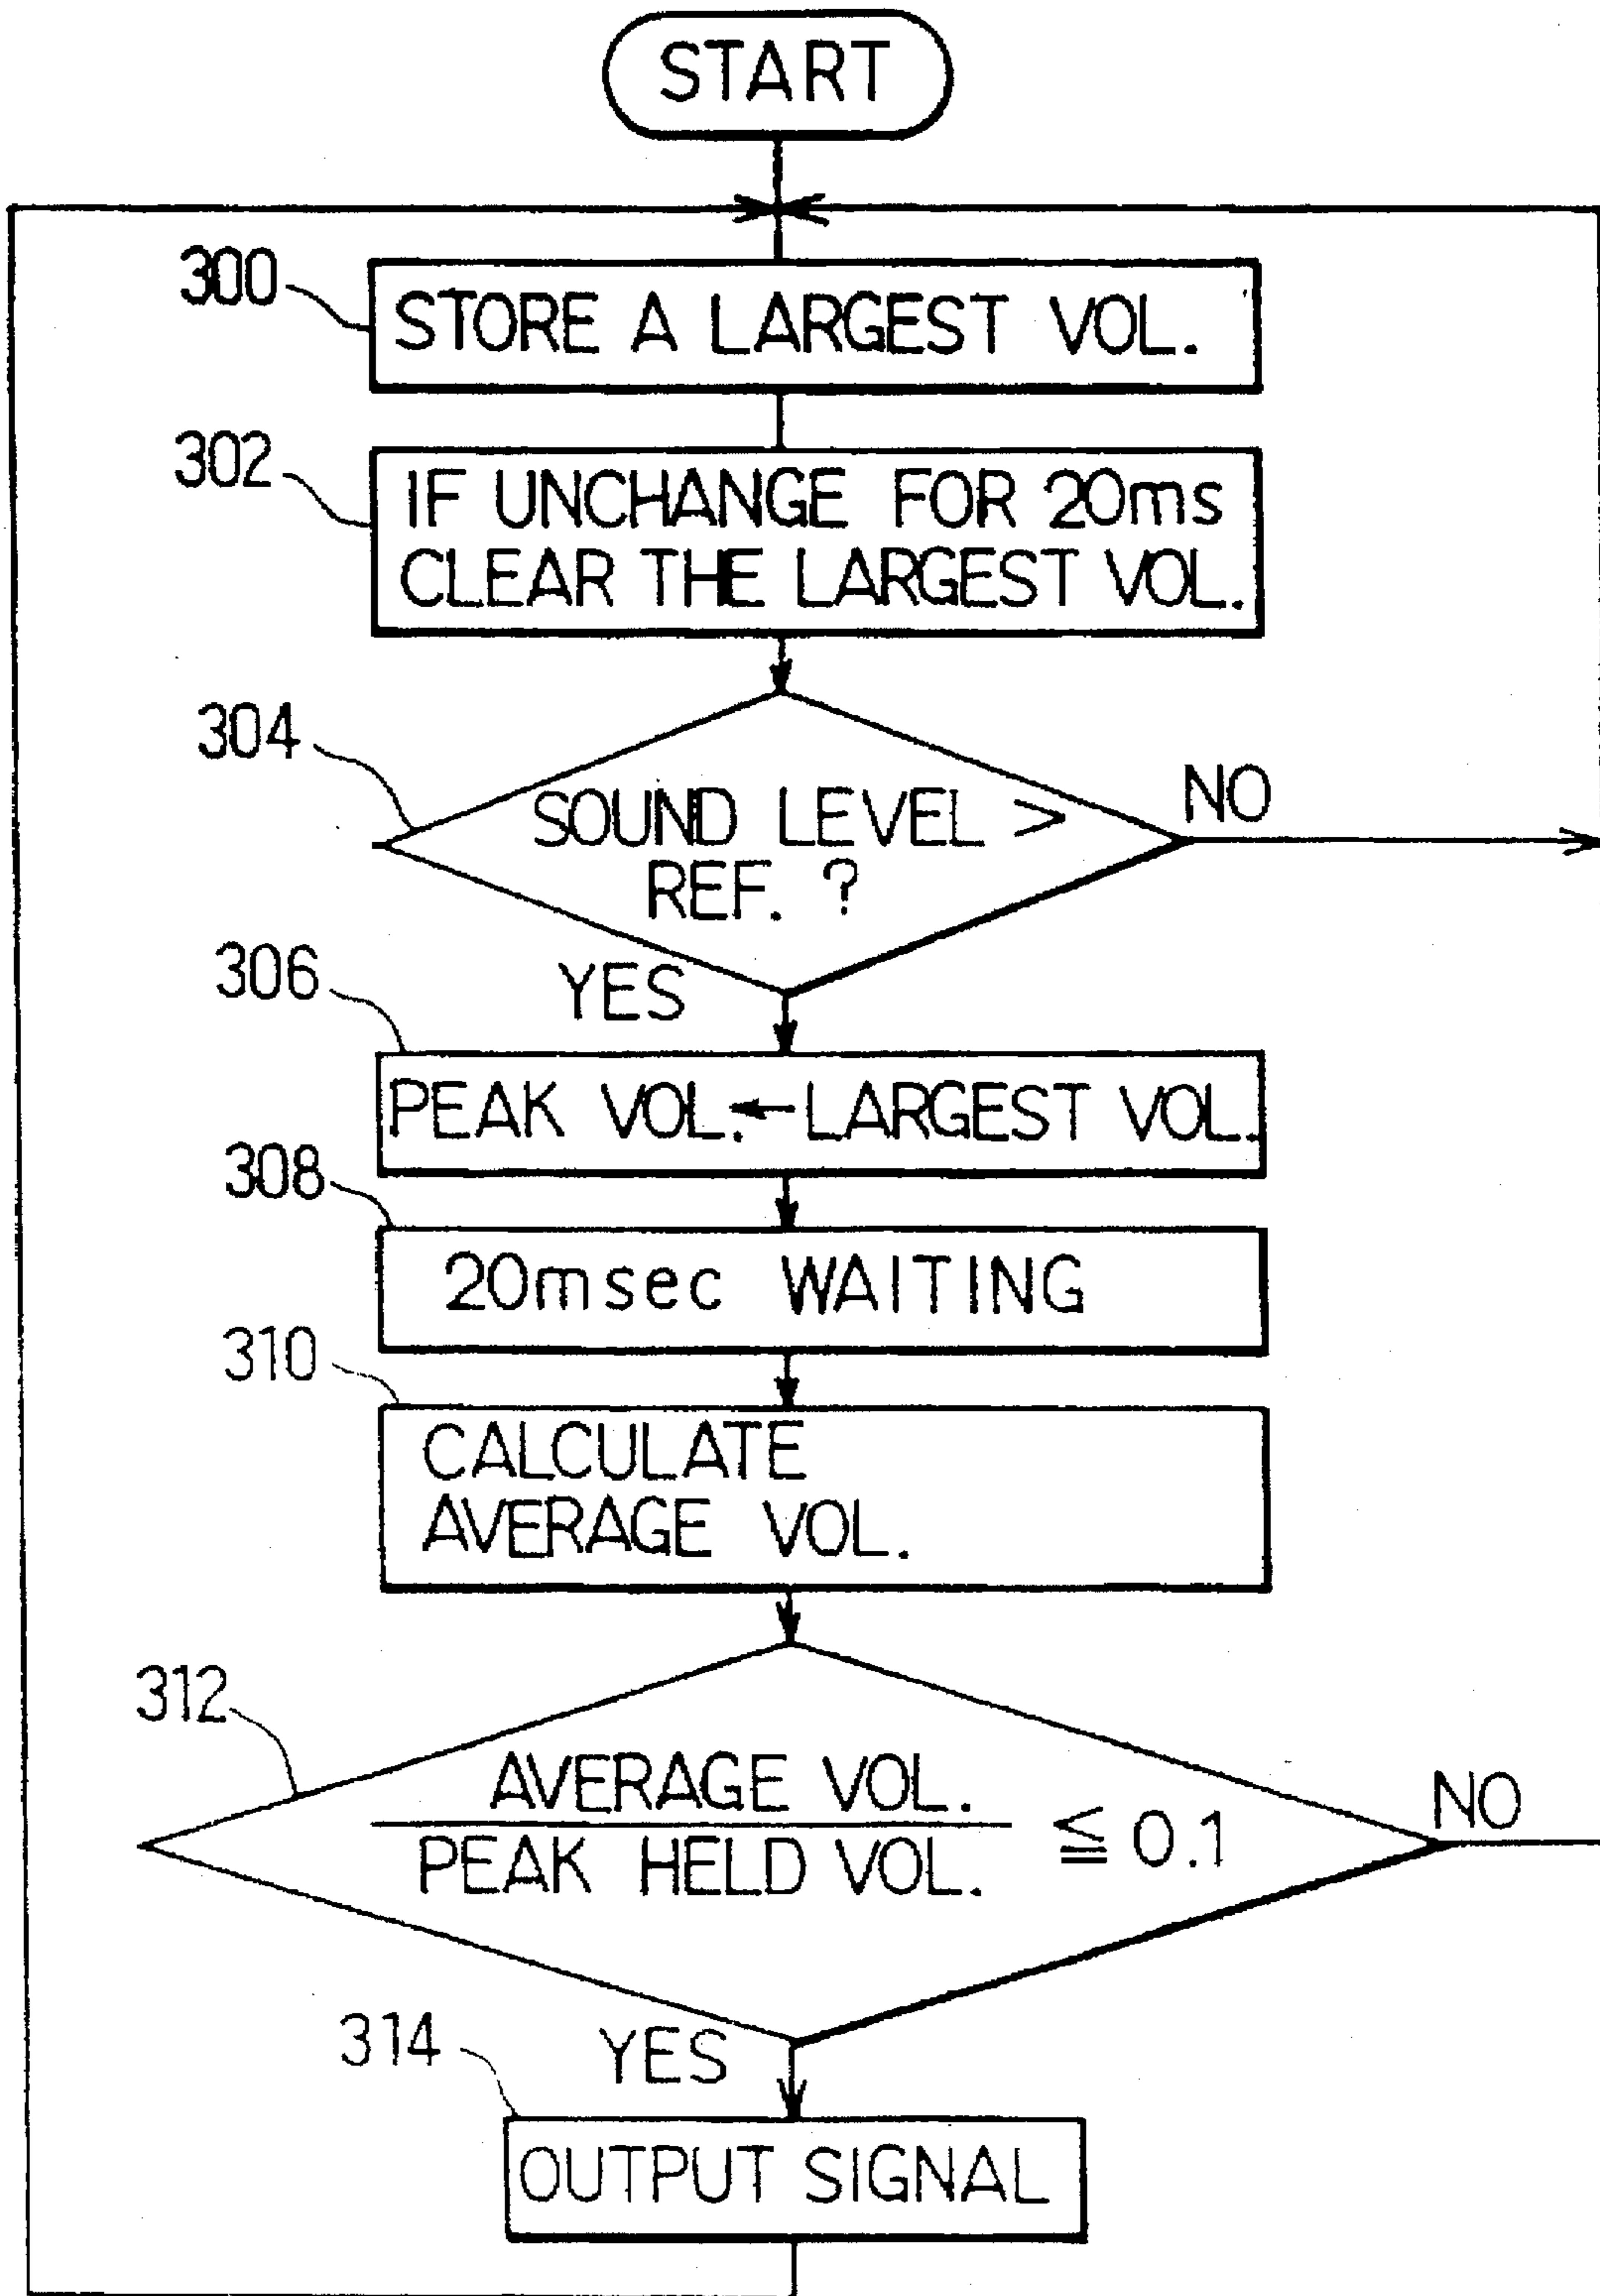 START
300
STORE A LARGEST VOL.
302
IF UNCHANGE FOR 20ms
CLEAR THE LARGEST VOL.
304
SOUND LEVEL >
REF. ?
NO
YES
306
PEAK VOL.←LARGEST VOL.
308
20msec WAITING
310
CALCULATE
AVERAGE VOL.
312
AVERAGE VOL.
PEAK HELD VOL.
≦ 0.1
NO
YES
314
OUTPUT SIGNAL